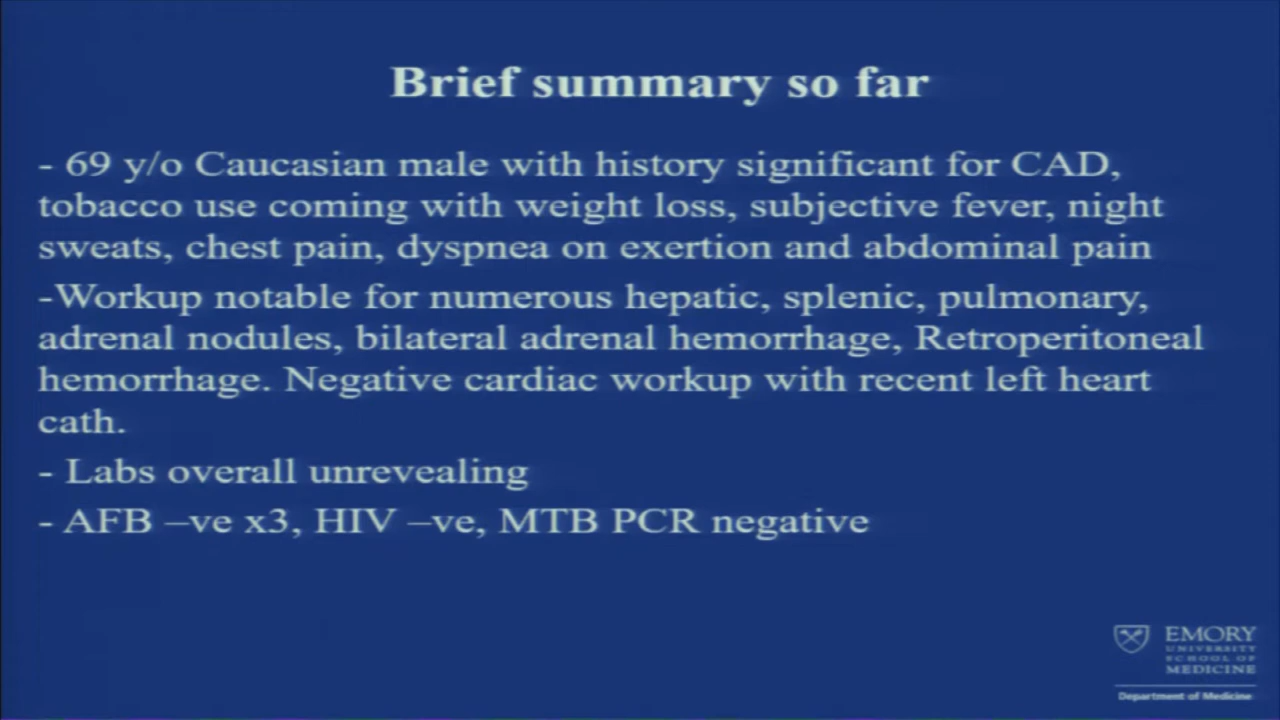 Brief summary so far
- 69 y/o Caucasian male with history significant for CAD,
tobacco use coming with weight loss, subjective fever, night
sweats, chest pain, dyspnea on exertion and abdominal pain
-Workup notable for numerous hepatic, splenic, pulmonary,
adrenal nodules, bilateral adrenal hemorrhage, Retroperitoneal
hemorrhage. Negative cardiac workup with recent left heart
cath.
- Labs overall unrevealing
- AFB –ve x3, HIV –ve, MTB PCR negative
EMORY
UNIVERSITY
SCHOOL OF
MEDICINE
Department of Medicine